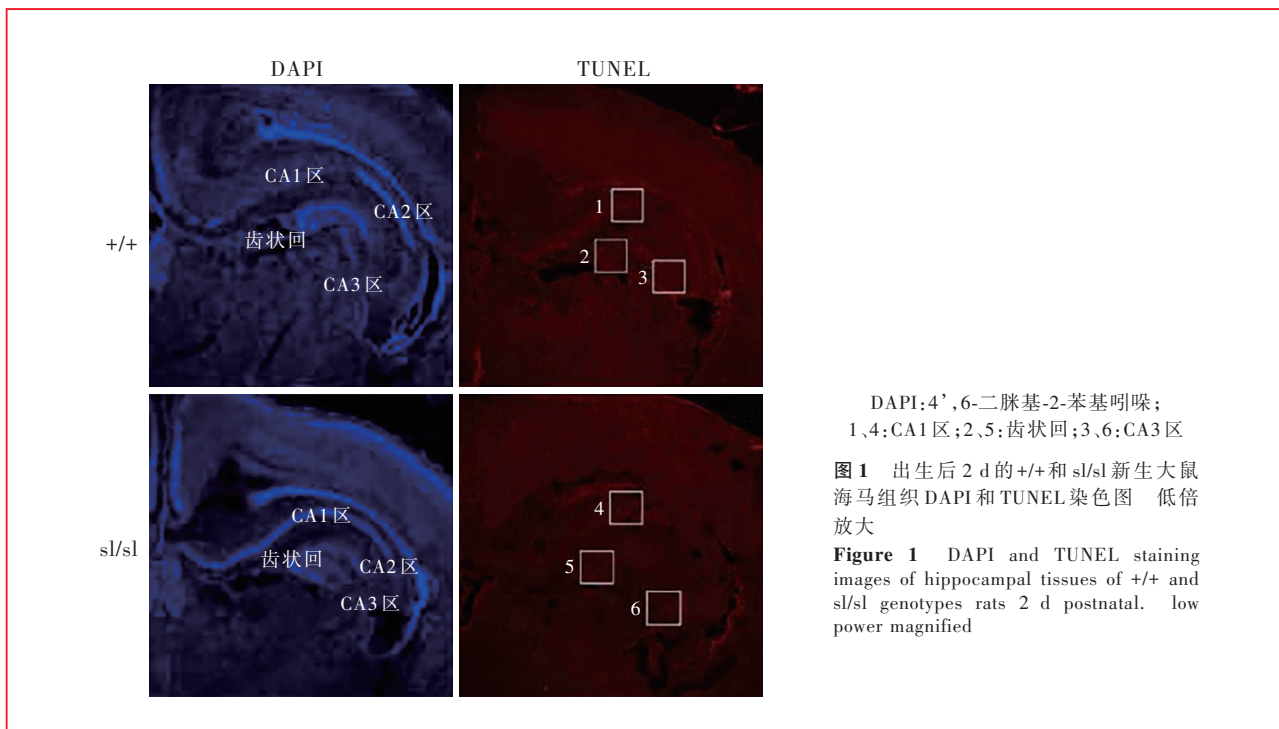 DAPI
TUNEL
+/+
CA1区
CA2区
齿状回
CA3区
1
2
3
sl/sl
CA1区
齿状回
CA2区
CA3区
4
5
6
DAPI:4’,6-二脒基-2-苯基吲哚;
1、4:CA1区;2、5:齿状回;3、6:CA3区
图1 出生后2 d的+/+和sl/sl新生大鼠
海马组织DAPI和TUNEL染色图 低倍
放大
Figure 1 DAPI and TUNEL staining
images of hippocampal tissues of +/+ and
sl/sl genotypes rats 2 d postnatal. low
power magnified